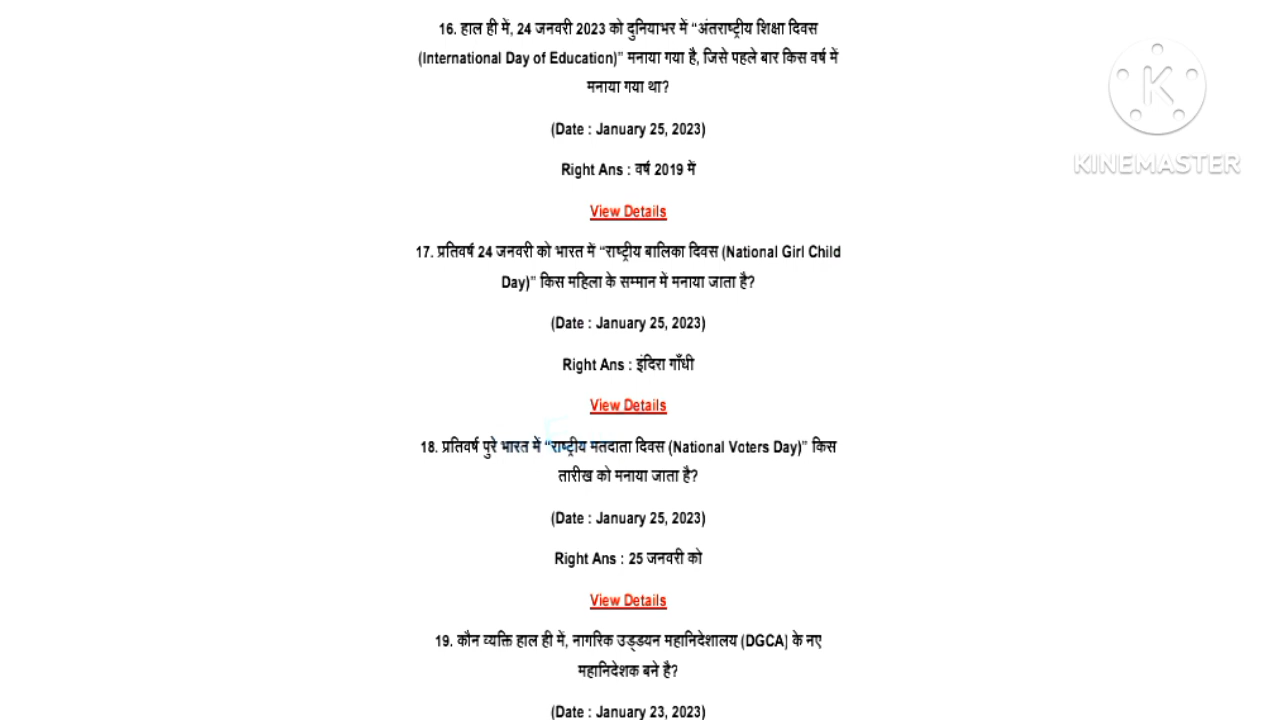 16. हाल ही में, 24 जनवरी 2023 को दुनियाभर में “अंतराष्ट्रीय शिक्षा दिवस
(International Day of Education)” मनाया गया है, जिसे पहले बार किस वर्ष में
मनाया गया था?
(Date : January 25, 2023)
Right Ans : वर्ष 2019 में
View Details
17. प्रतिवर्ष 24 जनवरी को भारत में “राष्ट्रीय बालिका दिवस (National Girl Child
Day)” किस महिला के सम्मान में मनाया जाता है?
(Date : January 25, 2023)
Right Ans : इंदिरा गाँधी
View Details
18. प्रतिवर्ष पुरे भारत में “राष्ट्रीय मतदाता दिवस (National Voters Day)” किस
तारीख को मनाया जाता है?
(Date : January 25, 2023)
Right Ans : 25 जनवरी को
View Details
19. कौन व्यक्ति हाल ही में, नागरिक उड्डयन महानिदेशालय (DGCA) के नए
महानिदेशक बने है?
(Date : January 23, 2023)
K
KINEMASTER